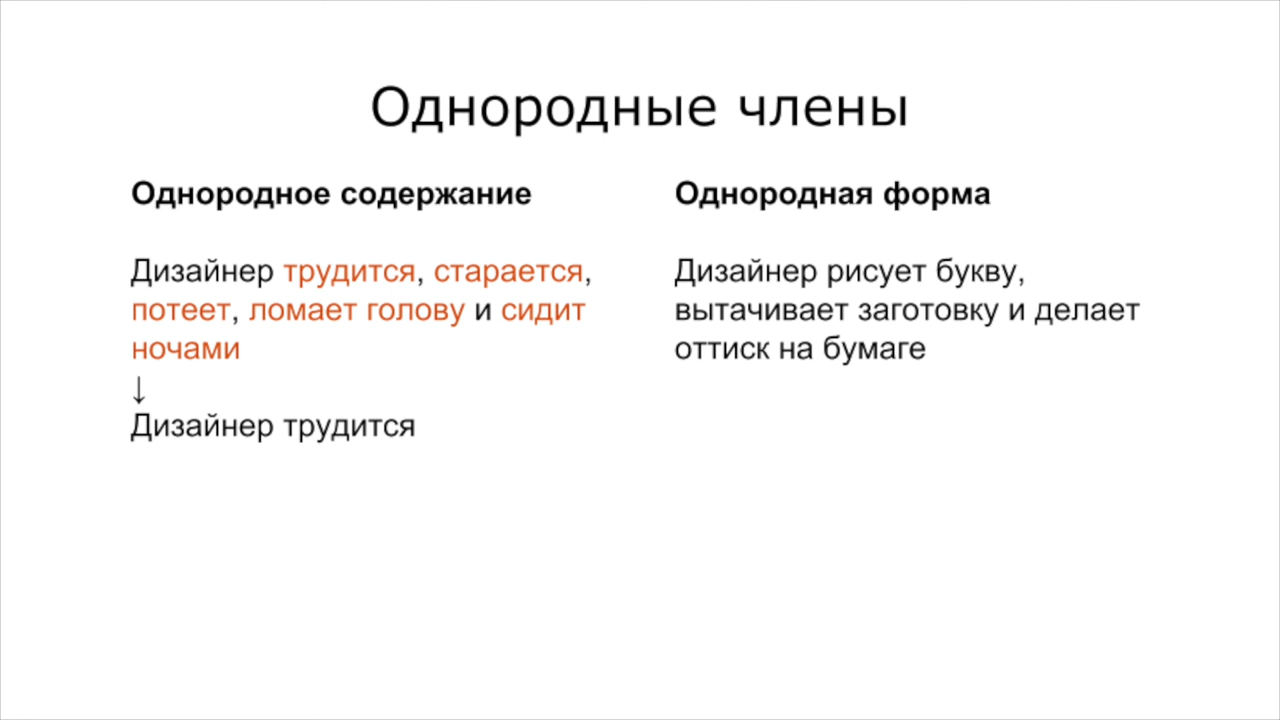 Однородные члены
Однородное содержание
Дизайнер трудится, старается,
потеет, ломает голову и сидит
ночами
↓
Дизайнер трудится
Однородная форма
Дизайнер рисует букву,
вытачивает заготовку и делает
оттиск на бумаге